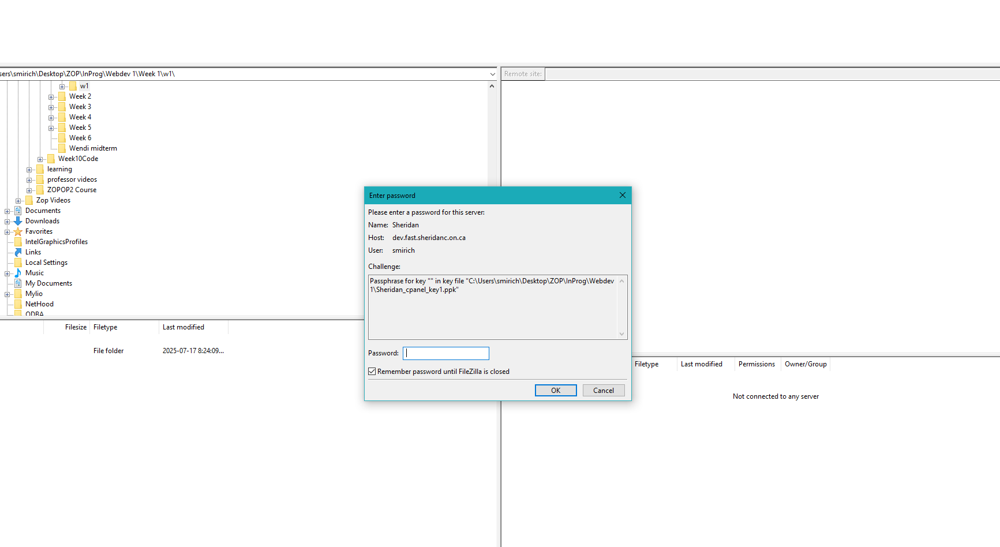 sers\smirich\Desktop\ZOP\InProg\Webdev 1\Week 1\w1\
w1
Week 2
Week 3
Week 4
Week 5
Week 6
Wendi midterm
Week10Code
learning
professor videos
ZOPOP2 Course
Zop Videos
Documents
Downloads
Favorites
IntelGraphicsProfiles
Links
Local Settings
Music
My Documents
Mylio
NetHood
ODBA
Filesize Filetype Last modified
File folder 2025-07-17 8:24:09...
Remote site:
Filetype Last modified Permissions Owner/Group
Not connected to any server
Enter password
Please enter a password for this server:
Name: Sheridan
Host: dev.fast.sheridanc.on.ca
User: smirich
Challenge:
Passphrase for key "" in key file "C:\Users\smirich\Desktop\ZOP\InProg\Webdev
1\Sheridan_cpanel_key1.ppk"
Password:
Remember password until FileZilla is closed
OK Cancel